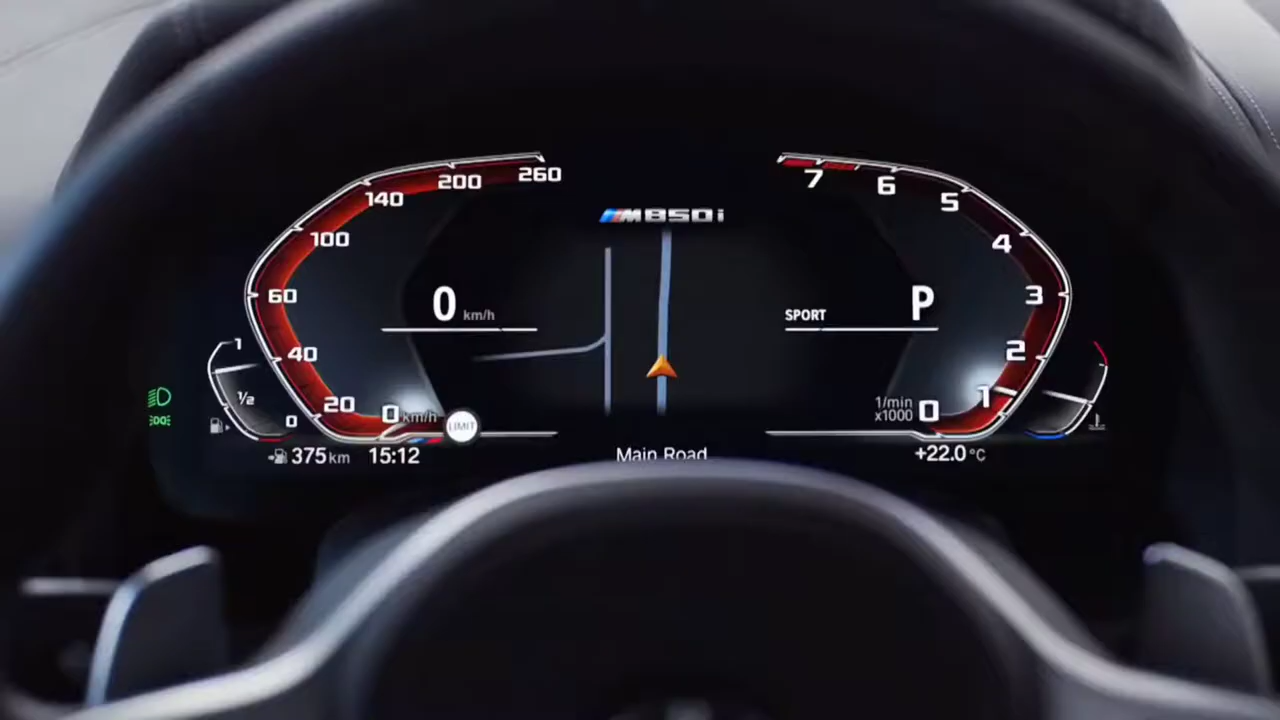 260
200
140
100
60
40
20
0 km/h
M850i
7
6
5
4
3
2
1
0
1/min
x1000
0 km/h
SPORT
P
1
1/2
0
LIMIT
375 km
15:12
Main Road
+22.0 °C